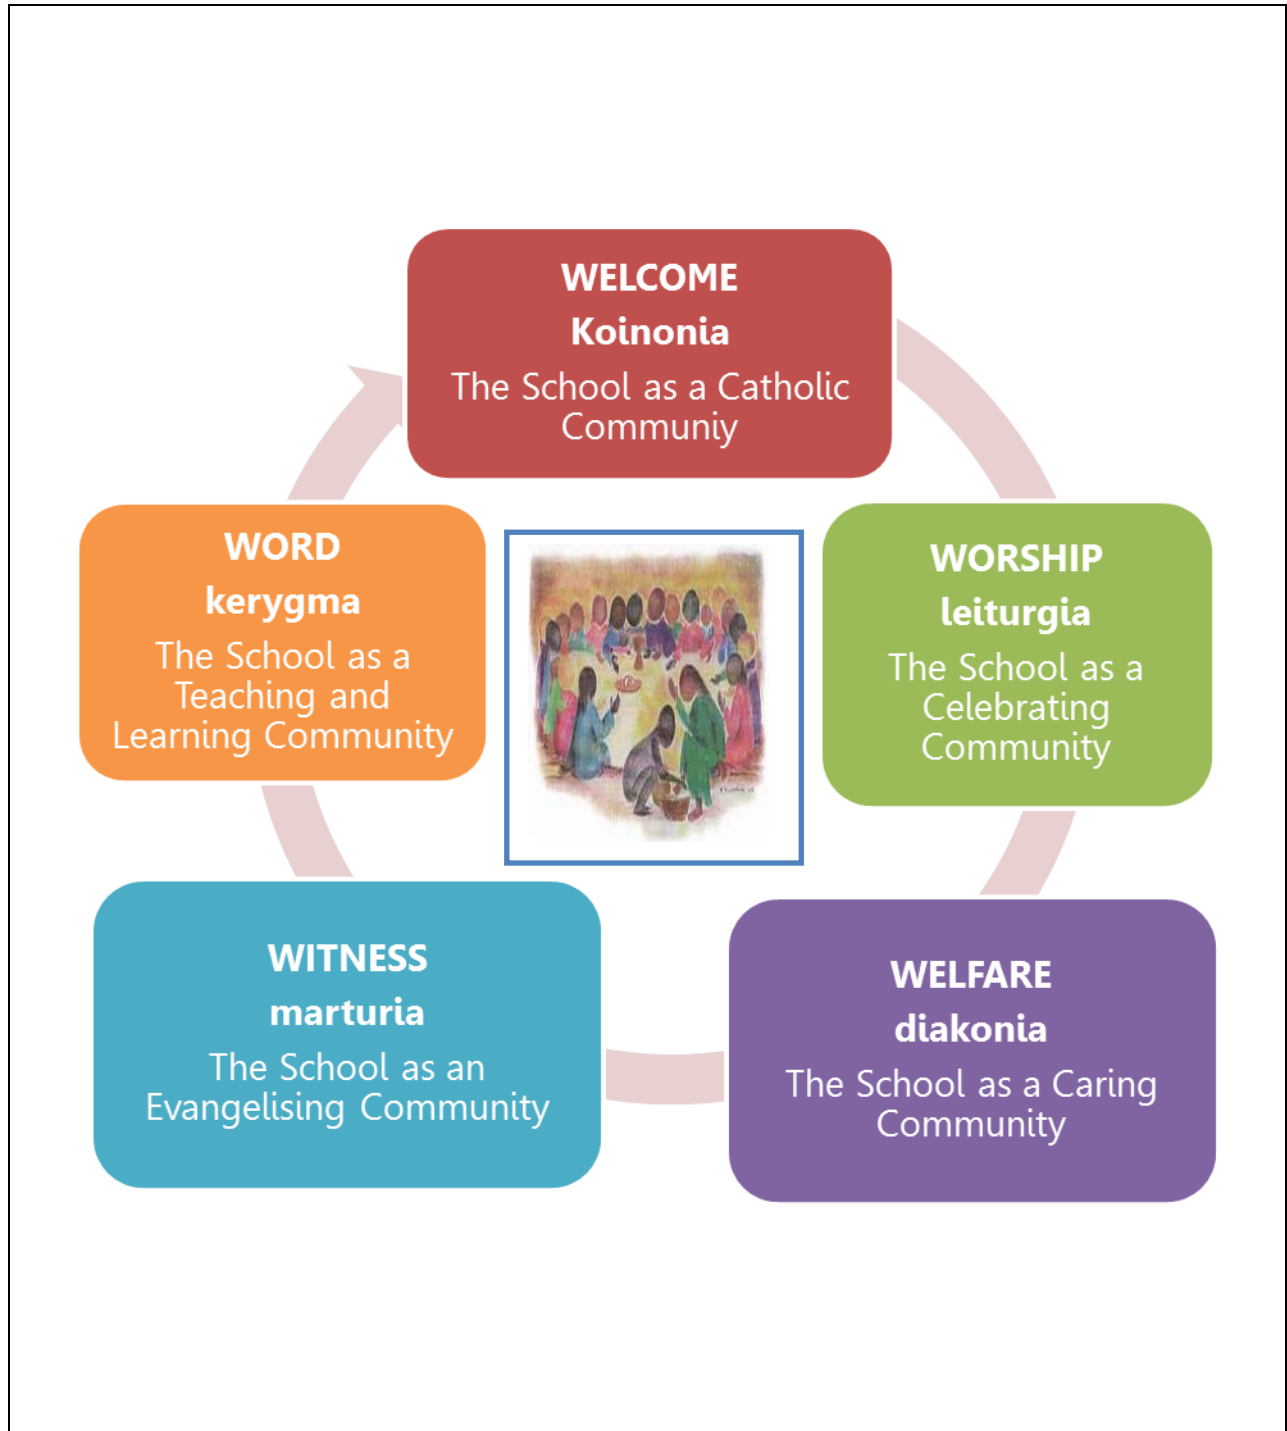 WELCOME
Koinonia
The School as a Catholic
Communiy
WORSHIP
leiturgia
The School as a
Celebrating
Community
WELFARE
diakonia
The School as a Caring
Community
WITNESS
marturia
The School as an
Evangelising Community
WORD
kerygma
The School as a
Teaching and
Learning Community